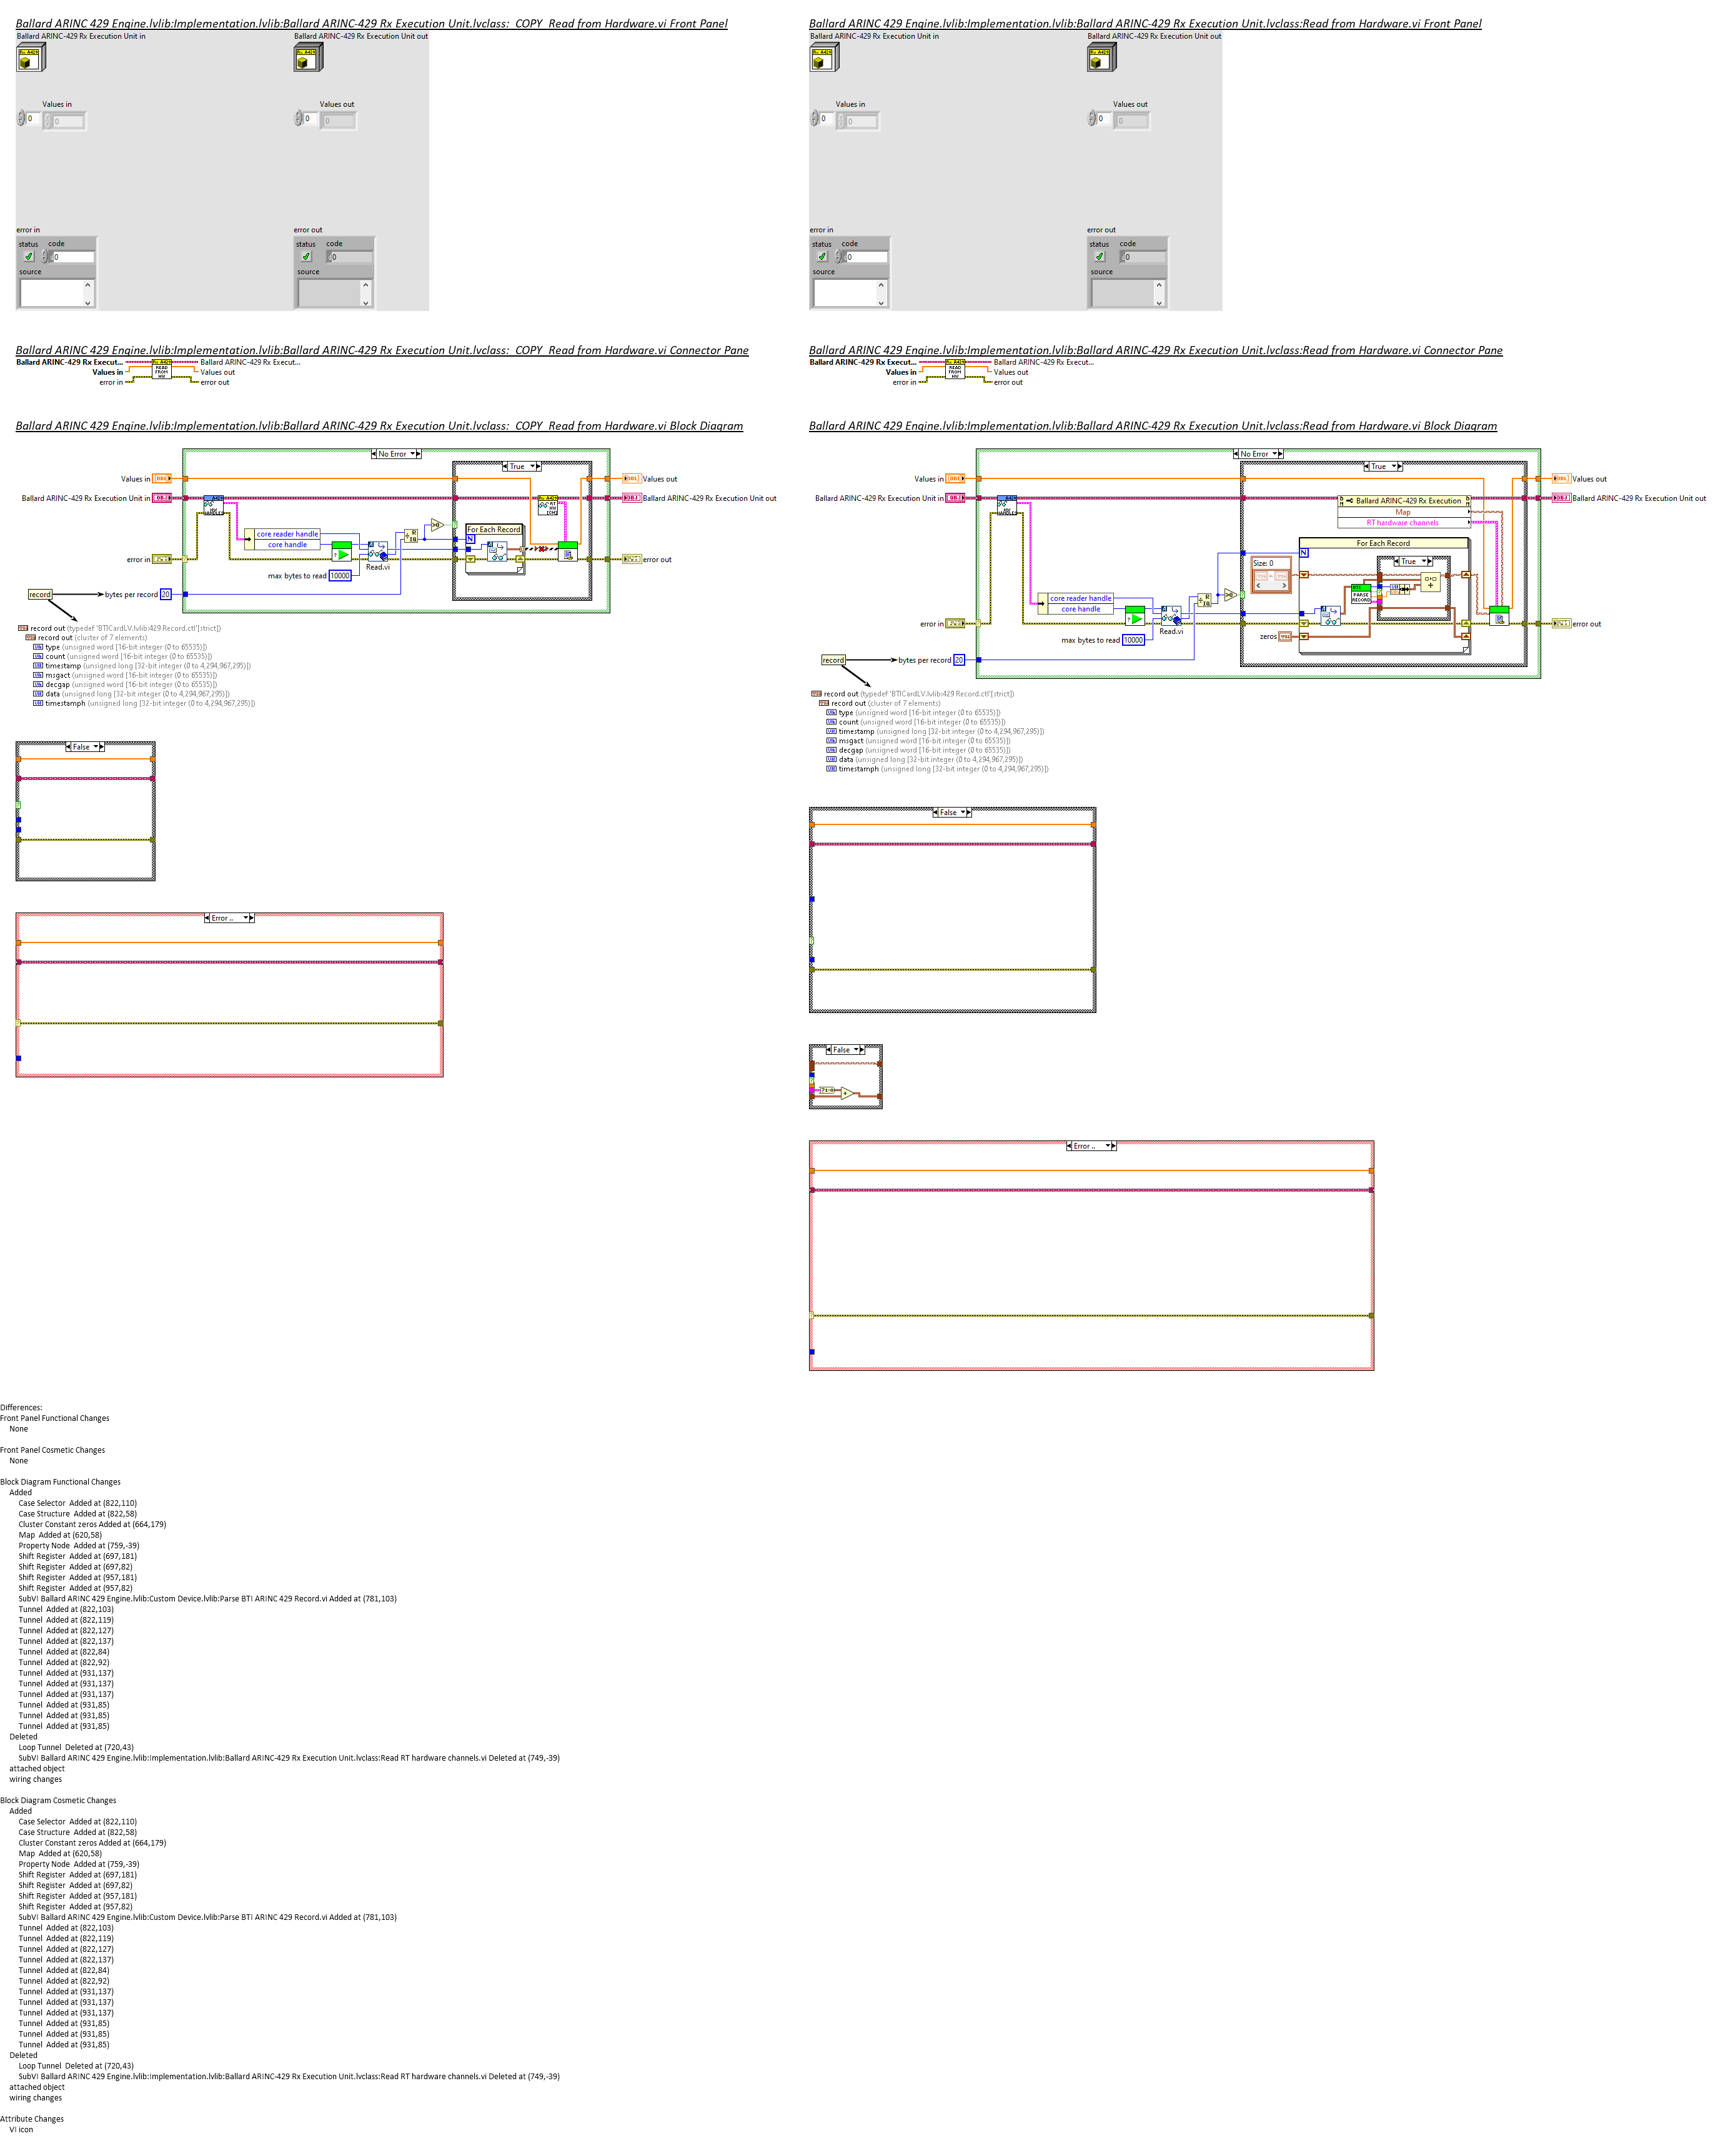 Ballard ARINC 429 Engine.lvlib:Implementation.lvlib:Ballard ARINC-429 Rx Execution Unit.lvclass:_COPY_Read from Hardware.vi Front Panel
Ballard ARINC-429 Rx Execution Unit in
Ballard ARINC-429 Rx Execution Unit out
Values in
Values out
0
0
0
0
error in
error out
status
code
status
code
0
0
source
source
Ballard ARINC 429 Engine.lvlib:Implementation.lvlib:Ballard ARINC-429 Rx Execution Unit.lvclass:_COPY_Read from Hardware.vi Connector Pane
Ballard ARINC-429 Rx Execut...
Ballard ARINC-429 Rx Execut...
Values in
READ FROM HW
Values out
error in
error out
Ballard ARINC 429 Engine.lvlib:Implementation.lvlib:Ballard ARINC-429 Rx Execution Unit.lvclass:_COPY_Read from Hardware.vi Block Diagram
No Error
True
Values in
Values out
Ballard ARINC-429 Rx Execution Unit in
Ballard ARINC-429 Rx Execution Unit out
For Each Record
N
core reader handle
core handle
Read.vi
error in
error out
max bytes to read
10000
record
bytes per record
20
record out (typedef 'BTICardLV.lvlib:429 Record.ctl'[strict])
record out (cluster of 7 elements)
type (unsigned word [16-bit integer (0 to 65535)])
count (unsigned word [16-bit integer (0 to 65535)])
timestamp (unsigned long [32-bit integer (0 to 4,294,967,295)])
msgact (unsigned word [16-bit integer (0 to 65535)])
decgap (unsigned word [16-bit integer (0 to 65535)])
data (unsigned long [32-bit integer (0 to 4,294,967,295)])
timestamph (unsigned long [32-bit integer (0 to 4,294,967,295)])
False
Error ..
Ballard ARINC 429 Engine.lvlib:Implementation.lvlib:Ballard ARINC-429 Rx Execution Unit.lvclass:Read from Hardware.vi Front Panel
Ballard ARINC-429 Rx Execution Unit in
Ballard ARINC-429 Rx Execution Unit out
Values in
Values out
0
0
0
0
error in
error out
status
code
status
code
0
0
source
source
Ballard ARINC 429 Engine.lvlib:Implementation.lvlib:Ballard ARINC-429 Rx Execution Unit.lvclass:Read from Hardware.vi Connector Pane
Ballard ARINC-429 Rx Execut...
Ballard ARINC-429 Rx Execut...
Values in
READ FROM HW
Values out
error in
error out
Ballard ARINC 429 Engine.lvlib:Implementation.lvlib:Ballard ARINC-429 Rx Execution Unit.lvclass:Read from Hardware.vi Block Diagram
No Error
True
Values in
Values out
Ballard ARINC-429 Rx Execution Unit in
Ballard ARINC-429 Rx Execution Unit out
Ballard ARINC-429 Rx Execution
Map
RT hardware channels
For Each Record
N
Size: 0
True
PARSE RECORD
core reader handle
core handle
Read.vi
error in
error out
max bytes to read
10000
zeros
record
bytes per record
20
record out (typedef 'BTICardLV.lvlib:429 Record.ctl'[strict])
record out (cluster of 7 elements)
type (unsigned word [16-bit integer (0 to 65535)])
count (unsigned word [16-bit integer (0 to 65535)])
timestamp (unsigned long [32-bit integer (0 to 4,294,967,295)])
msgact (unsigned word [16-bit integer (0 to 65535)])
decgap (unsigned word [16-bit integer (0 to 65535)])
data (unsigned long [32-bit integer (0 to 4,294,967,295)])
timestamph (unsigned long [32-bit integer (0 to 4,294,967,295)])
False
False
Error ..
Differences:
Front Panel Functional Changes
None
Front Panel Cosmetic Changes
None
Block Diagram Functional Changes
Added
Case Selector  Added at (822,110)
Case Structure  Added at (822,58)
Cluster Constant zeros Added at (664,179)
Map  Added at (620,58)
Property Node  Added at (759,-39)
Shift Register  Added at (697,181)
Shift Register  Added at (697,82)
Shift Register  Added at (957,181)
Shift Register  Added at (957,82)
SubVI Ballard ARINC 429 Engine.lvlib:Custom Device.lvlib:Parse BTI ARINC 429 Record.vi Added at (781,103)
Tunnel  Added at (822,103)
Tunnel  Added at (822,119)
Tunnel  Added at (822,127)
Tunnel  Added at (822,137)
Tunnel  Added at (822,84)
Tunnel  Added at (822,92)
Tunnel  Added at (931,137)
Tunnel  Added at (931,137)
Tunnel  Added at (931,137)
Tunnel  Added at (931,85)
Tunnel  Added at (931,85)
Tunnel  Added at (931,85)
Deleted
Loop Tunnel  Deleted at (720,43)
SubVI Ballard ARINC 429 Engine.lvlib:Implementation.lvlib:Ballard ARINC-429 Rx Execution Unit.lvclass:Read RT hardware channels.vi Deleted at (749,-39)
attached object
wiring changes
Block Diagram Cosmetic Changes
Added
Case Selector  Added at (822,110)
Case Structure  Added at (822,58)
Cluster Constant zeros Added at (664,179)
Map  Added at (620,58)
Property Node  Added at (759,-39)
Shift Register  Added at (697,181)
Shift Register  Added at (697,82)
Shift Register  Added at (957,181)
Shift Register  Added at (957,82)
SubVI Ballard ARINC 429 Engine.lvlib:Custom Device.lvlib:Parse BTI ARINC 429 Record.vi Added at (781,103)
Tunnel  Added at (822,103)
Tunnel  Added at (822,119)
Tunnel  Added at (822,127)
Tunnel  Added at (822,137)
Tunnel  Added at (822,84)
Tunnel  Added at (822,92)
Tunnel  Added at (931,137)
Tunnel  Added at (931,137)
Tunnel  Added at (931,137)
Tunnel  Added at (931,85)
Tunnel  Added at (931,85)
Tunnel  Added at (931,85)
Deleted
Loop Tunnel  Deleted at (720,43)
SubVI Ballard ARINC 429 Engine.lvlib:Implementation.lvlib:Ballard ARINC-429 Rx Execution Unit.lvclass:Read RT hardware channels.vi Deleted at (749,-39)
attached object
wiring changes
Attribute Changes
VI icon